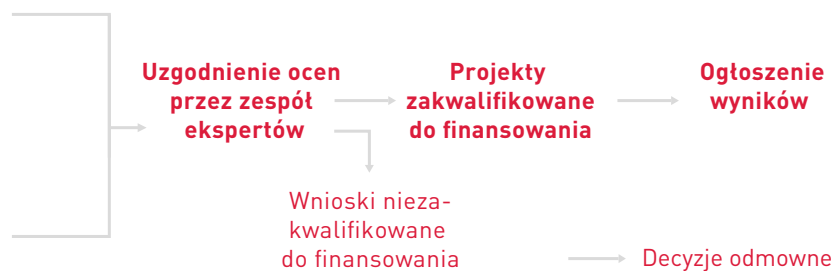 Uzgodnienie ocen
przez zespół
ekspertów
Projekty
zakwalifikowane
do finansowania
Ogłoszenie
wyników
Wnioski nieza-
kwalifikowane
do finansowania
Decyzje odmowne